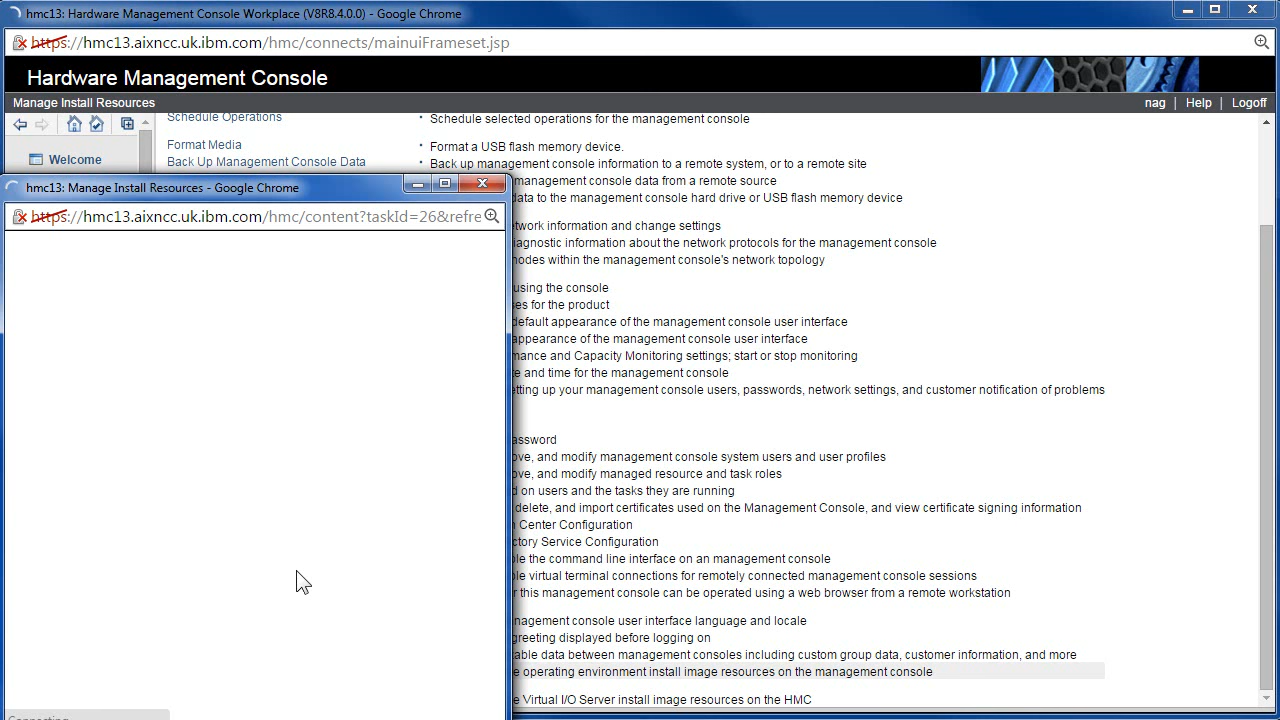 hmc13: Hardware Management Console Workplace (V8R8.4.0.0) - Google Chrome
https://hmc13.aixncc.uk.ibm.com/hmc/connects/mainuiFrameset.jsp
Hardware Management Console
Manage Install Resources
nag | Help | Logoff
Welcome
Schedule Operations
• Schedule selected operations for the management console
Format Media
• Format a USB flash memory device.
Back Up Management Console Data
• Back up management console information to a remote system, or to a remote site
management console data from a remote source
data to the management console hard drive or USB flash memory device
network information and change settings
diagnostic information about the network protocols for the management console
nodes within the management console's network topology
using the console
ses for the product
default appearance of the management console user interface
appearance of the management console user interface
mance and Capacity Monitoring settings; start or stop monitoring
te and time for the management console
etting up your management console users, passwords, network settings, and customer notification of problems
assword
ove, and modify management console system users and user profiles
ove, and modify managed resource and task roles
d on users and the tasks they are running
delete, and import certificates used on the Management Console, and view certificate signing information
n Center Configuration
ctory Service Configuration
ble the command line interface on an management console
ble virtual terminal connections for remotely connected management console sessions
r this management console can be operated using a web browser from a remote workstation
nagement console user interface language and locale
greeting displayed before logging on
able data between management consoles including custom group data, customer information, and more
e operating environment install image resources on the management console
e Virtual I/O Server install image resources on the HMC
hmc13: Manage Install Resources - Google Chrome
https://hmc13.aixncc.uk.ibm.com/hmc/content?taskId=26&refre
Connecting